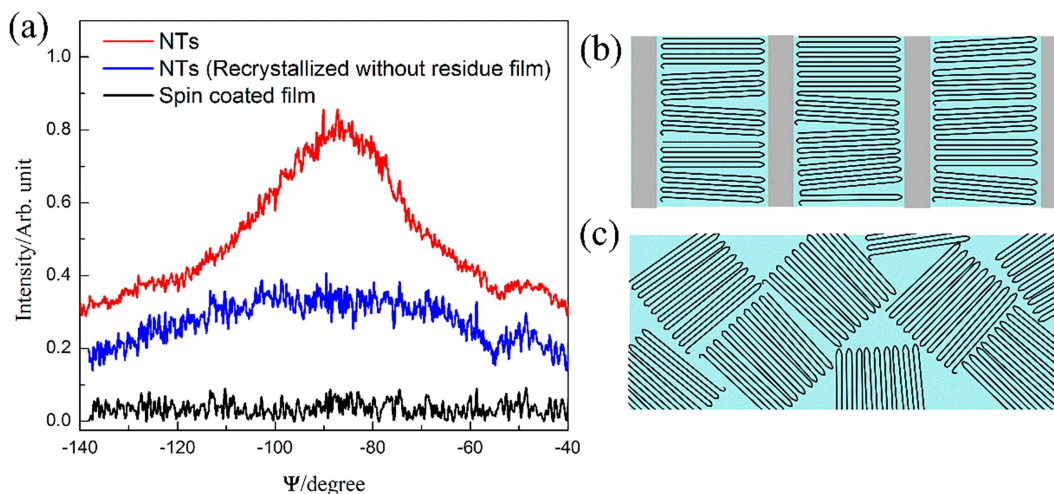 (a)
NTs
NTs (Recrystallized without residue film)
Spin coated film
Intensity/Arb. unit
1.0
0.8
0.6
0.4
0.2
0.0
-140
-120
-100
-80
-60
-40
Ψ/degree
(b)
(c)